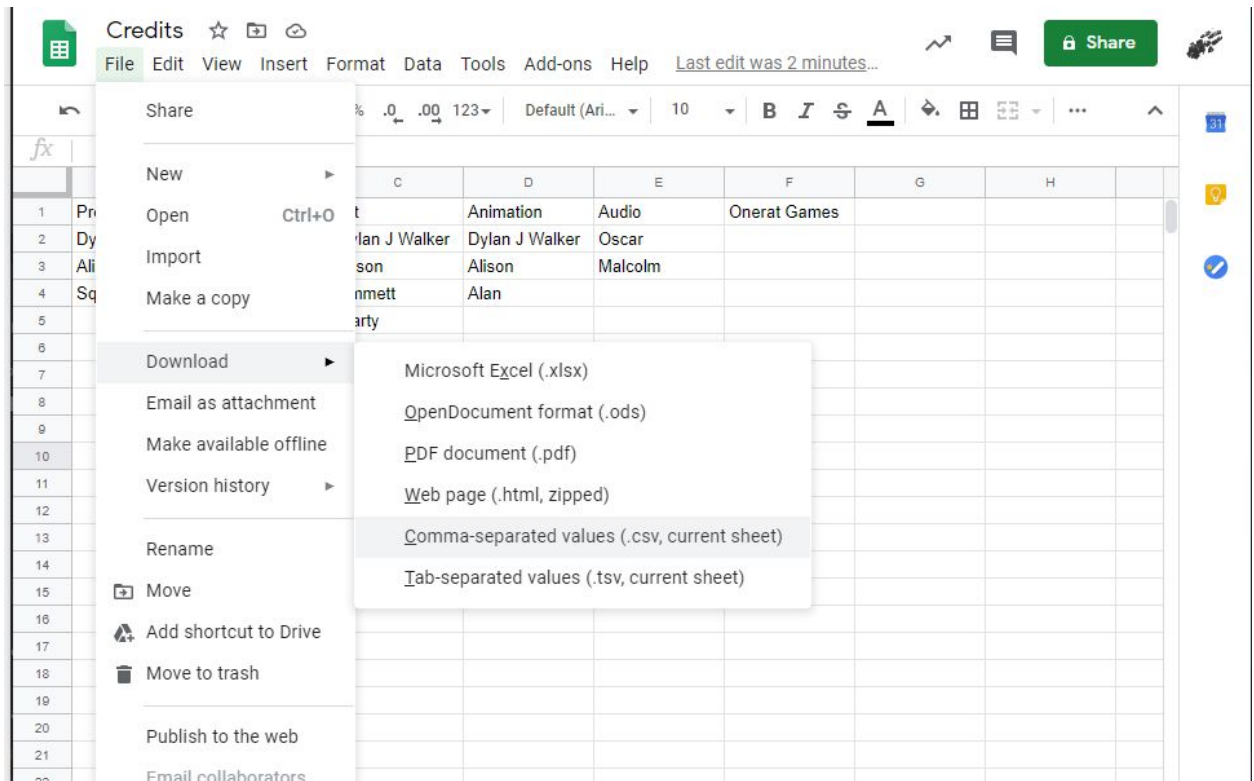 Credits
File Edit View Insert Format Data Tools Add-ons Help Last edit was 2 minutes…
Share
Share
% .0 .00 123 Default (Ari... 10 B I S A
31
fx
New
C D E F G H
Open Ctrl+O
1 Animation Audio Onerat Games
2 Dylan J Walker Oscar
Import
3 Alison Malcolm
Make a copy
4 Alan
5
6
Download
Microsoft Excel (.xlsx)
7
8
Email as attachment
OpenDocument format (.ods)
9
Make available offline
PDF document (.pdf)
10
11
Version history
Web page (.html, zipped)
12
13
Comma-separated values (.csv, current sheet)
Rename
14
Tab-separated values (.tsv, current sheet)
15
Move
16
Add shortcut to Drive
17
18
Move to trash
19
20
Publish to the web
21
Email collaborators